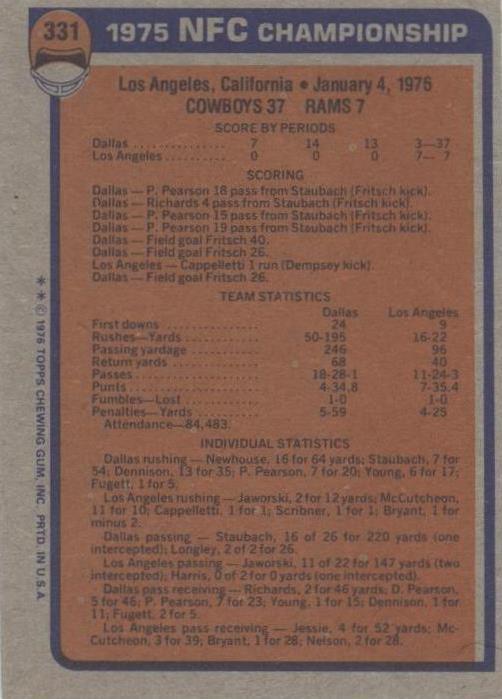 331
1975 NFC CHAMPIONSHIP
Los Angeles, California • January 4, 1976
COWBOYS 37 RAMS 7
SCORE BY PERIODS
Dallas ............... 7 14 13 3—37
Los Angeles .......... 0 0 0 7— 7
SCORING
Dallas — P. Pearson 18 pass from Staubach (Fritsch kick).
Dallas — Richards 4 pass from Staubach (Fritsch kick).
Dallas — P. Pearson 15 pass from Staubach (Fritsch kick).
Dallas — P. Pearson 19 pass from Staubach (Fritsch kick).
Dallas — Field goal Fritsch 40.
Dallas — Field goal Fritsch 26.
Los Angeles — Cappelletti 1 run (Dempsey kick).
Dallas — Field goal Fritsch 26.
TEAM STATISTICS
Dallas Los Angeles
First downs ............... 24 9
Rushes—Yards .............. 50-195 16-22
Passing yardage ........... 246 96
Return yards .............. 68 40
Passes .................... 18-28-1 11-24-3
Punts ..................... 4-34.8 7-35.4
Fumbles—Lost .............. 1-0 1-0
Penalties—Yards ........... 5-59 4-25
Attendance—84,483.
INDIVIDUAL STATISTICS
Dallas rushing — Newhouse, 16 for 64 yards; Staubach, 7 for
54; Dennison, 13 for 35; P. Pearson, 7 for 20; Young, 6 for 17;
Fugett, 1 for 5.
Los Angeles rushing — Jaworski, 2 for 12 yards; McCutcheon,
11 for 10; Cappelletti, 1 for 1; Scribner, 1 for 1; Bryant, 1 for
minus 2.
Dallas passing — Staubach, 16 of 26 for 220 yards (one
intercepted); Longley, 2 of 2 for 26.
Los Angeles passing — Jaworski, 11 of 22 for 147 yards (two
intercepted); Harris, 0 of 2 for 0 yards (one intercepted).
Dallas pass receiving — Richards, 2 for 46 yards; D. Pearson,
5 for 46; P. Pearson, 7 for 23; Young, 1 for 15; Dennison, 1 for
11; Fugett, 2 for 5.
Los Angeles pass receiving — Jessie, 4 for 52 yards; Mc-
Cutcheon, 3 for 39; Bryant, 1 for 28; Nelson, 2 for 28.
* * © 1976 TOPPS CHEWING GUM, INC. PRTD. IN U.S.A.